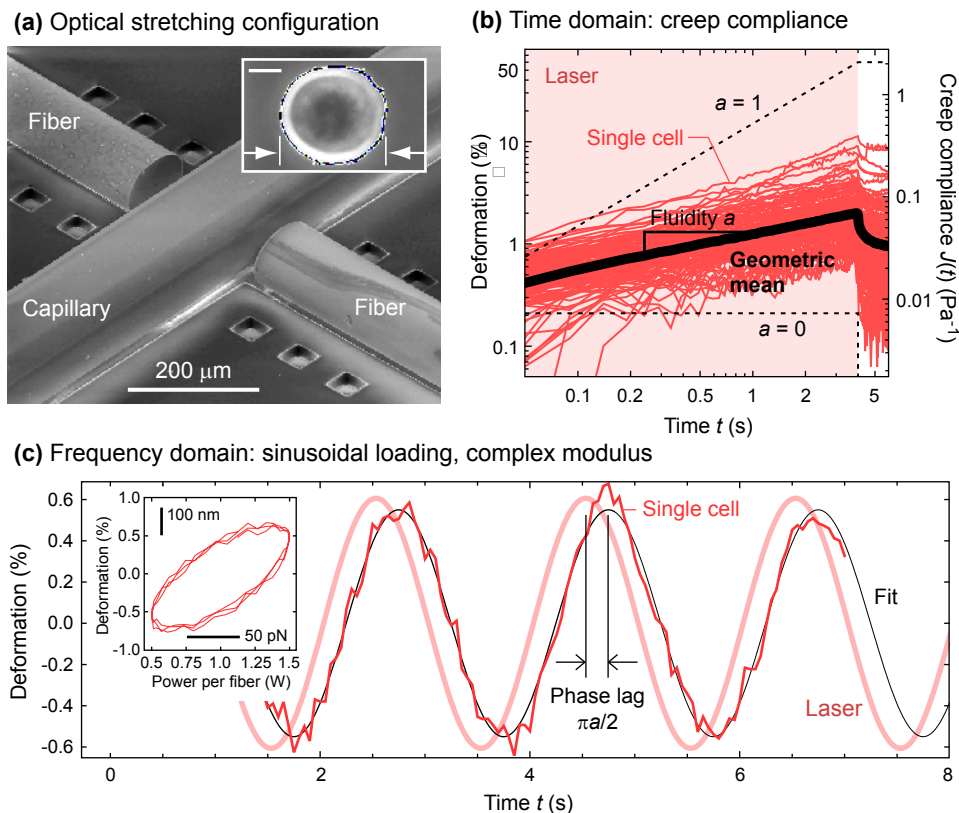 (a) Optical stretching configuration
Fiber
Capillary
Fiber
200 μm
(b) Time domain: creep compliance
Laser
a = 1
Single cell
Fluidity a
Geometric
mean
a = 0
50
10
1
0.1
Deformation (%)
1
0.1
0.01
Creep compliance J(t) (Pa-1)
0.1
0.2
0.5
1
2
5
Time t (s)
(c) Frequency domain: sinusoidal loading, complex modulus
0.6
0.4
0.2
0.0
-0.2
-0.4
-0.6
Deformation (%)
1.0
0.5
0.0
-0.5
-1.0
Deformation (%)
100 nm
50 pN
0.5
0.75
1.0
1.25
1.5
Power per fiber (W)
Single cell
Fit
Phase lag
πa/2
Laser
0
2
4
6
8
Time t (s)